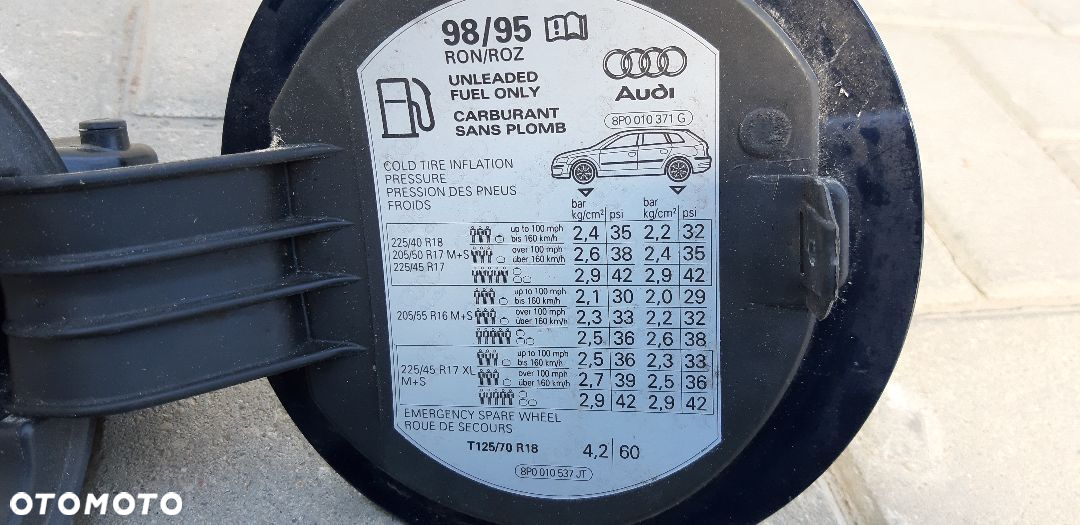 98/95
RON/ROZ
UNLEADED
FUEL ONLY
CARBURANT
SANS PLOMB
Audi
8P0 010 371 G
COLD TIRE INFLATION
PRESSURE
PRESSION DES PNEUS
FROIDS
bar psi bar psi
kg/cm² kg/cm²
225/40 R18 up to 100 mph bis 160 km/h 2,4 35 2,2 32
205/50 R17 M+S over 100 mph über 160 km/h 2,6 38 2,4 35
225/45 R17 2,9 42 2,9 42
up to 100 mph bis 160 km/h 2,1 30 2,0 29
205/55 R16 M+S over 100 mph über 160 km/h 2,3 33 2,2 32
2,5 36 2,6 38
up to 100 mph bis 160 km/h 2,5 36 2,3 33
225/45 R17 XL M+S over 100 mph über 160 km/h 2,7 39 2,5 36
2,9 42 2,9 42
EMERGENCY SPARE WHEEL
ROUE DE SECOURS
T125/70 R18 4,2 60
8P0 010 537 JT
OTOMOTO